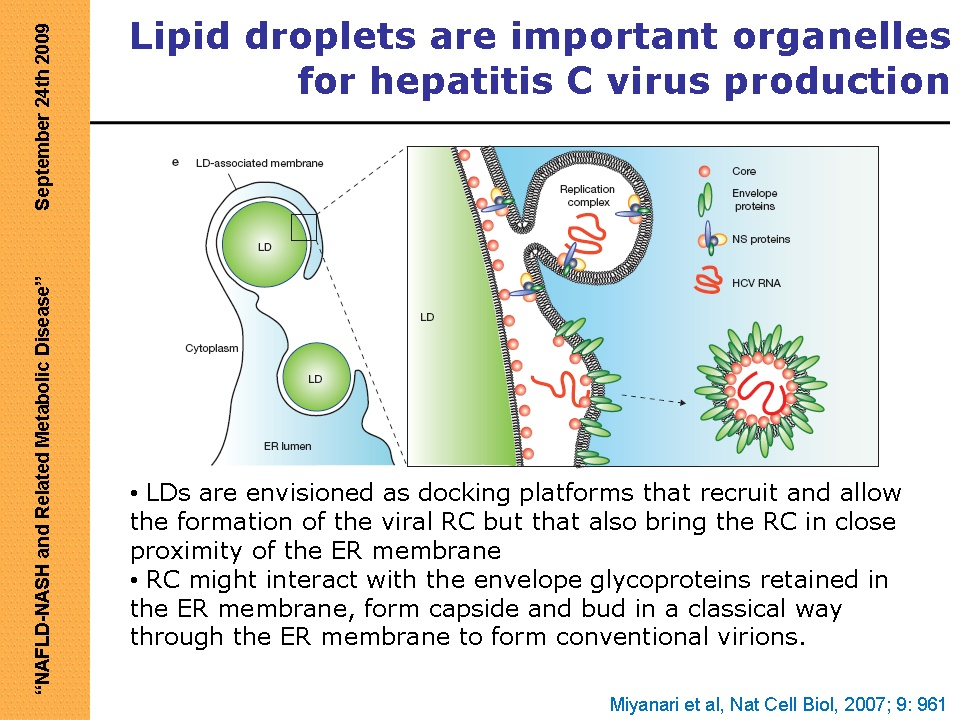 Lipid droplets are important organelles
for hepatitis C virus production
“NAFLD-NASH and Related Metabolic Disease” September 24th 2009
e LD-associated membrane
LD
Cytoplasm
LD
ER lumen
LD
Replication
complex
Core
Envelope
proteins
NS proteins
HCV RNA
• LDs are envisioned as docking platforms that recruit and allow
the formation of the viral RC but that also bring the RC in close
proximity of the ER membrane
• RC might interact with the envelope glycoproteins retained in
the ER membrane, form capside and bud in a classical way
through the ER membrane to form conventional virions.
Miyanari et al, Nat Cell Biol, 2007; 9: 961